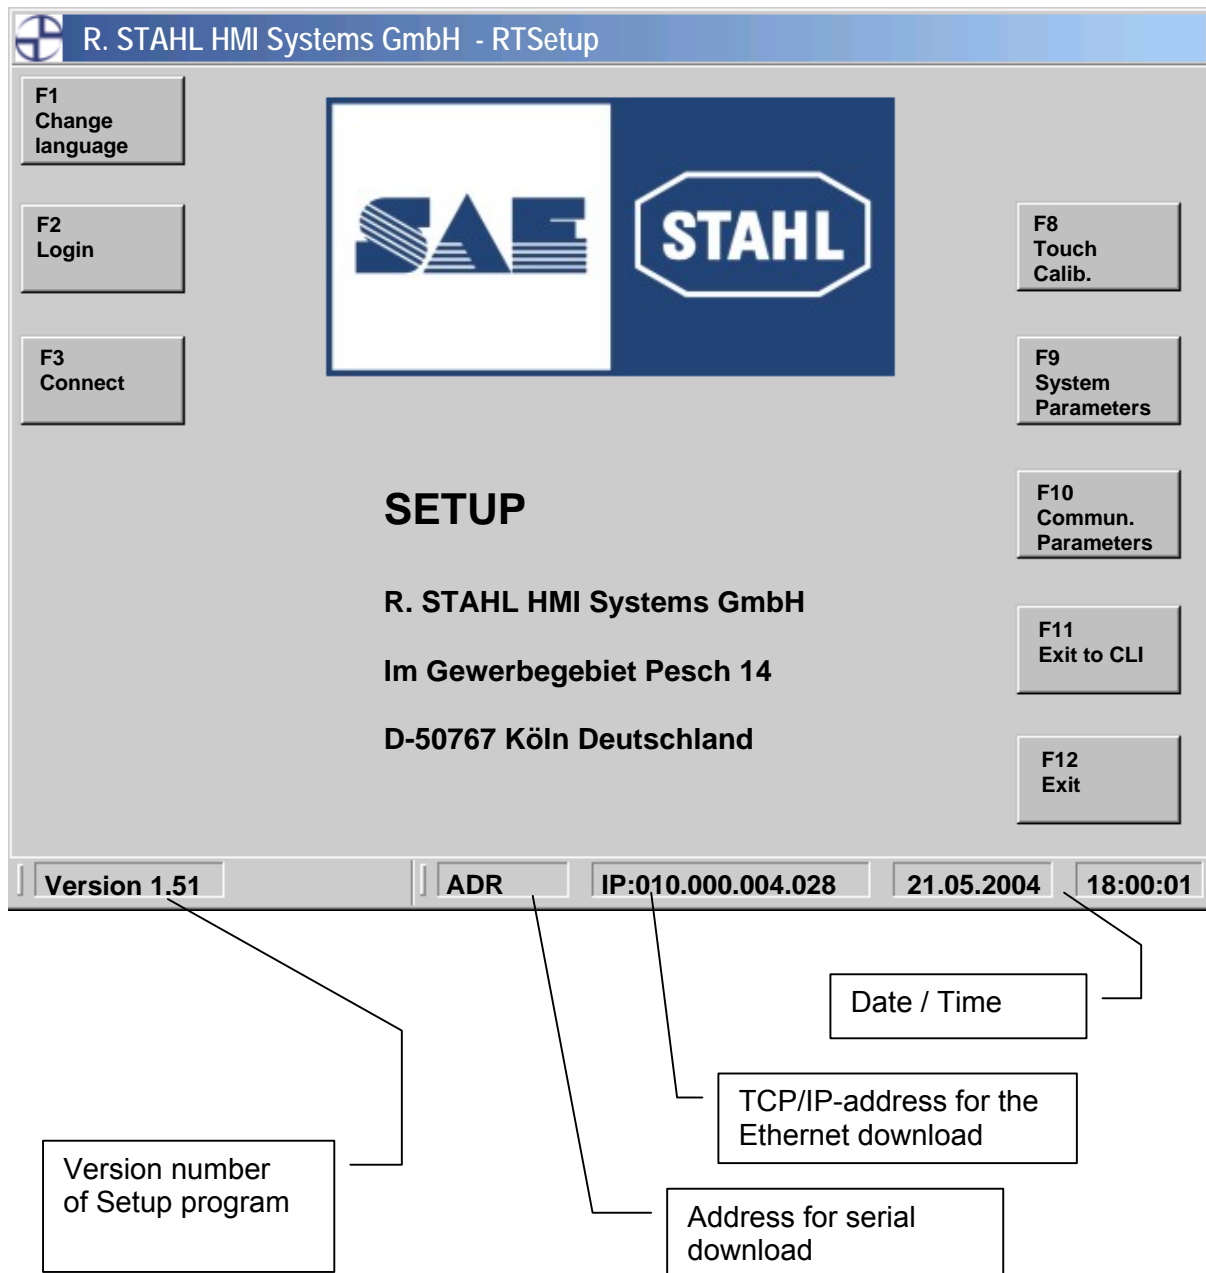 R. STAHL HMI Systems GmbH - RTSetup
F1
Change
language
F2
Login
F3
Connect
SAE
STAHL
F8
Touch
Calib.
F9
System
Parameters
F10
Commun.
Parameters
F11
Exit to CLI
F12
Exit
SETUP
R. STAHL HMI Systems GmbH
Im Gewerbegebiet Pesch 14
D-50767 Köln Deutschland
Version 1.51
ADR
IP:010.000.004.028
21.05.2004
18:00:01
Date / Time
TCP/IP-address for the
Ethernet download
Version number
of Setup program
Address for serial
download